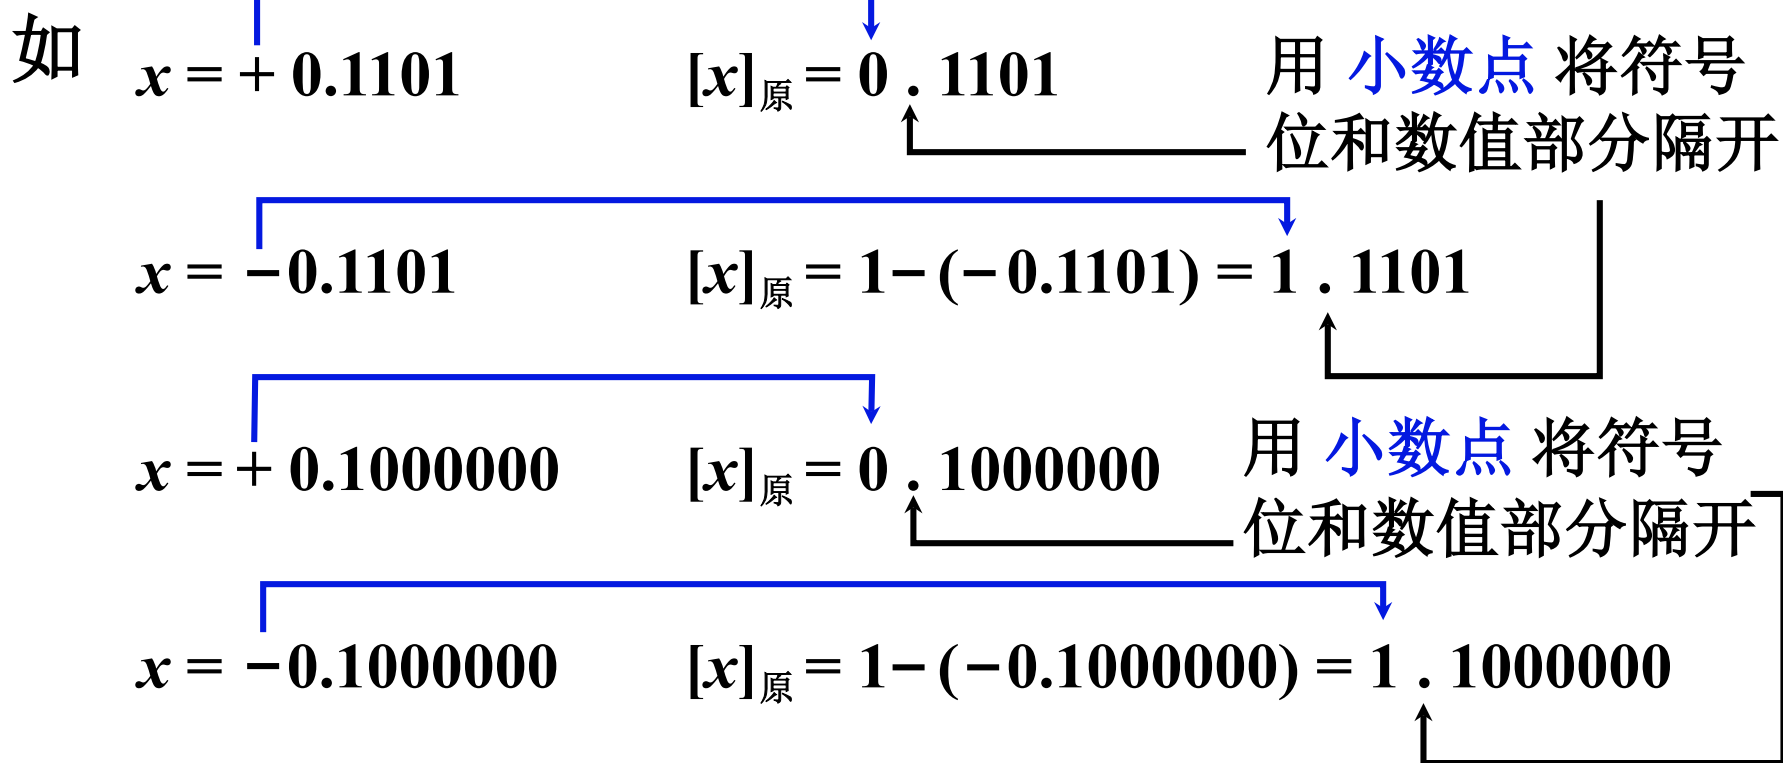 如 x = + 0.1101 [x]原 = 0 . 1101 用 小数点 将符号
位和数值部分隔开
x = −0.1101 [x]原 = 1− (− 0.1101) = 1 . 1101
用 小数点 将符号
x = + 0.1000000 [x]原 = 0 . 1000000
位和数值部分隔开
x = −0.1000000 [x]原 = 1− (−0.1000000) = 1 . 1000000